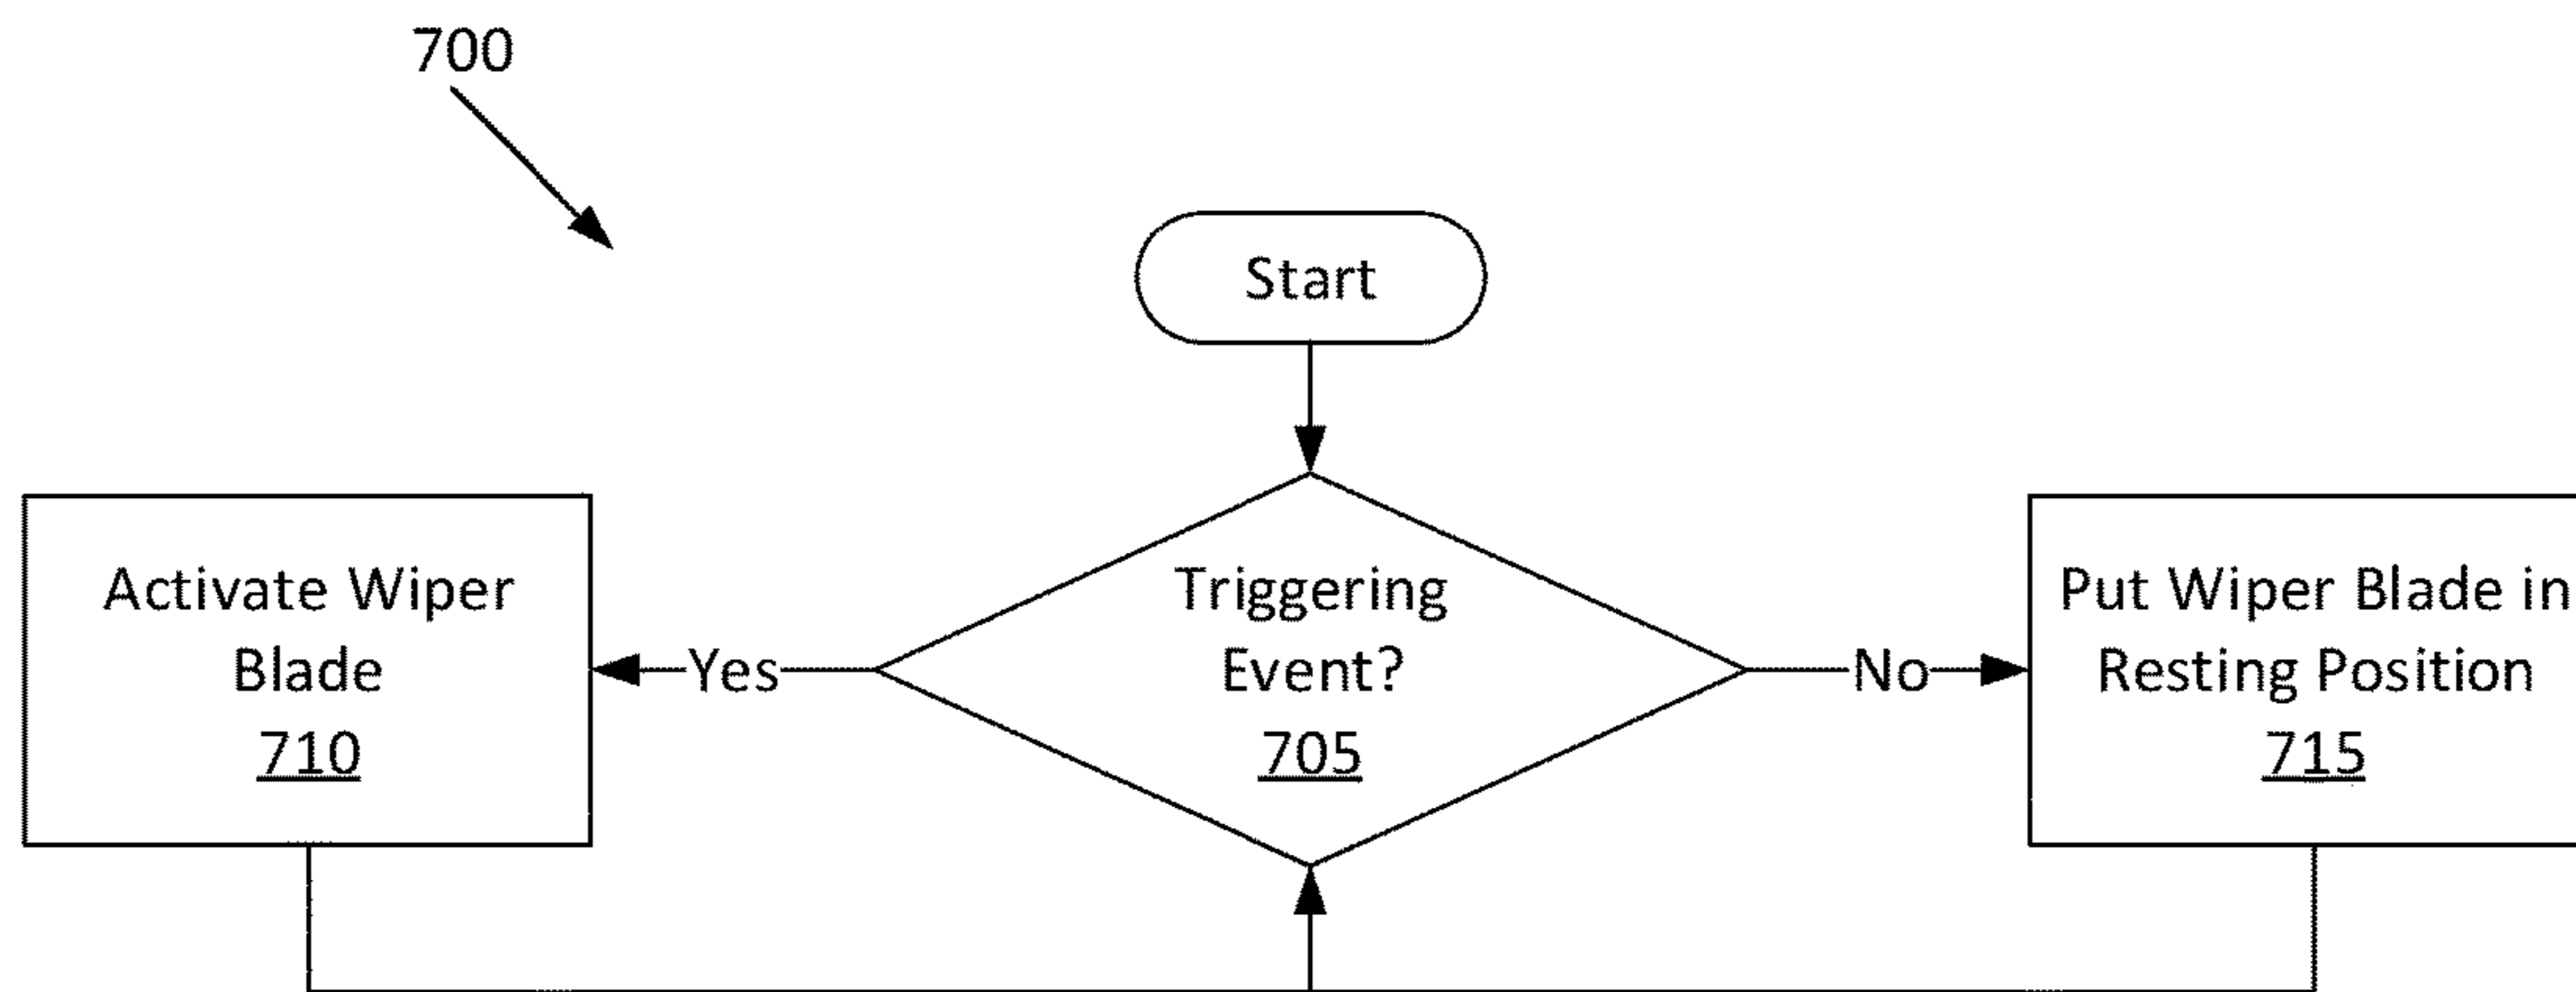 700
Start
Activate Wiper
Blade
710
Yes
Triggering
Event?
705
No
Put Wiper Blade in
Resting Position
715